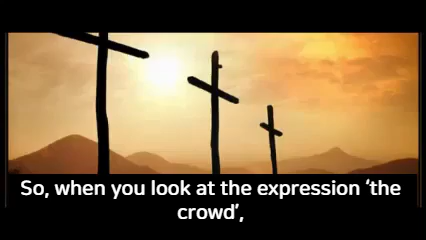 So, when you look at the expression ‘the
crowd’,